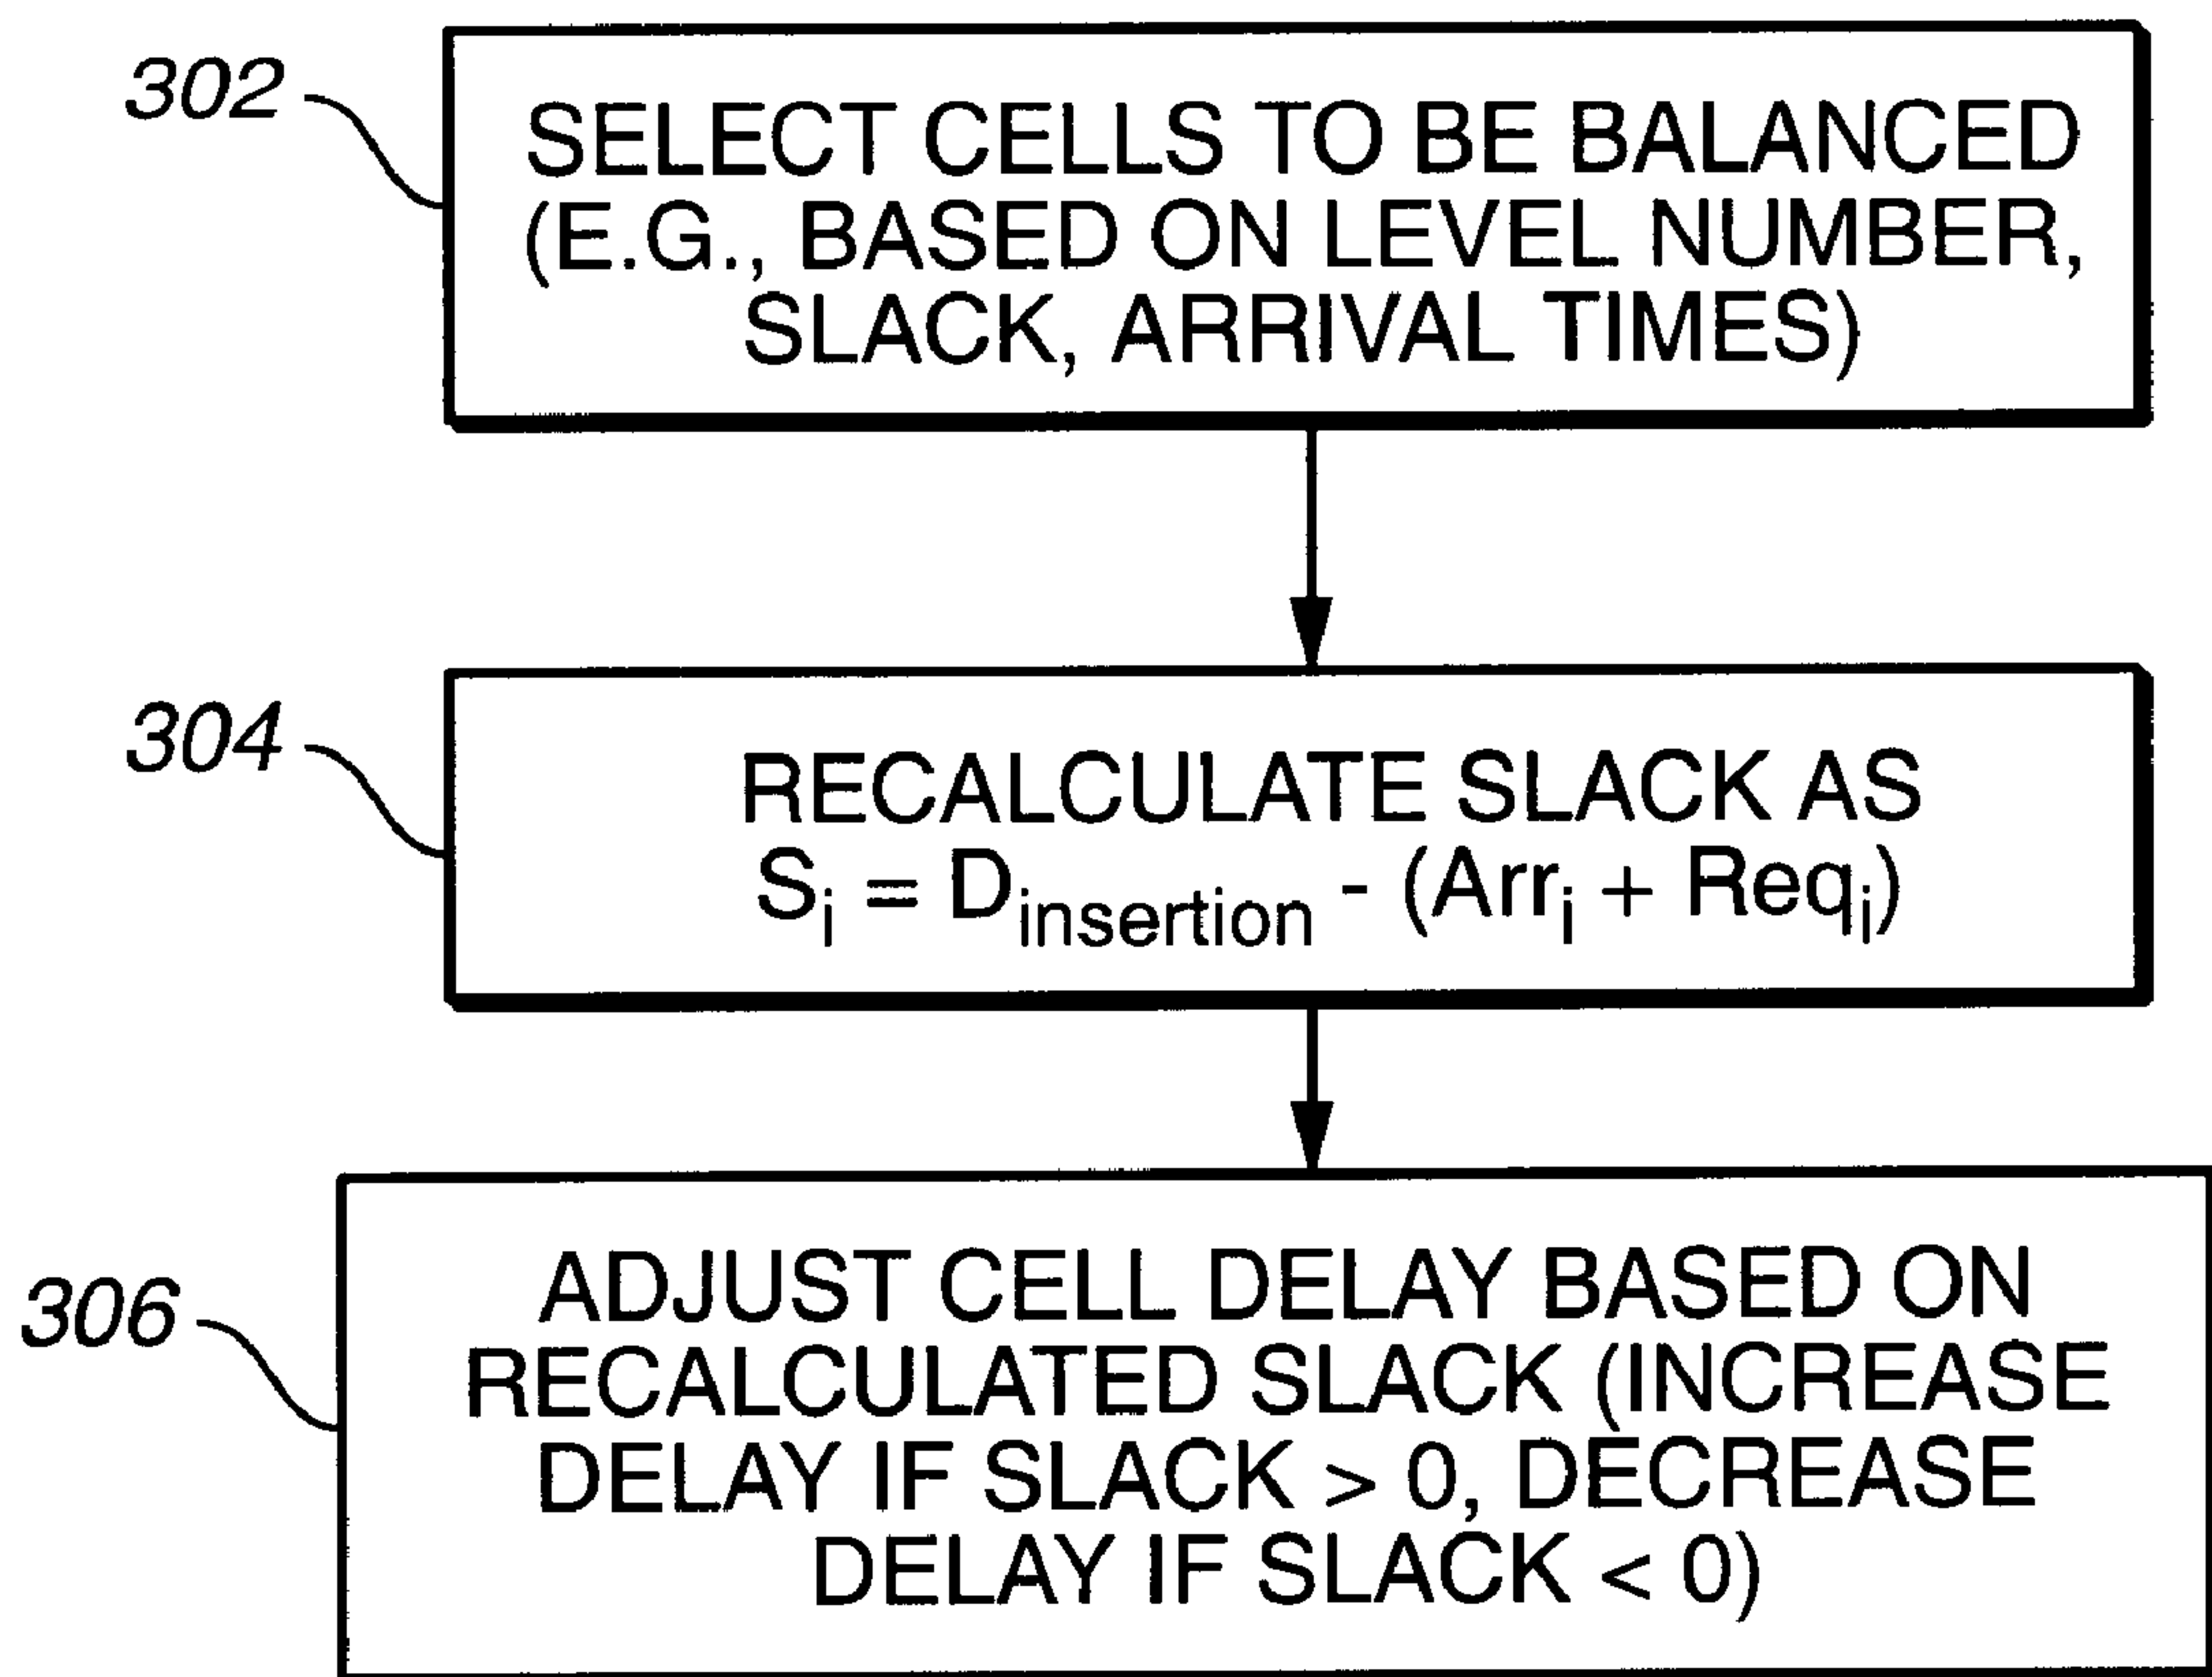 302
SELECT CELLS TO BE BALANCED
(E.G., BASED ON LEVEL NUMBER,
SLACK, ARRIVAL TIMES)
304
RECALCULATE SLACK AS
Si = Dinsertion - (Arri + Reqi)
306
ADJUST CELL DELAY BASED ON
RECALCULATED SLACK (INCREASE
DELAY IF SLACK > 0, DECREASE
DELAY IF SLACK < 0)